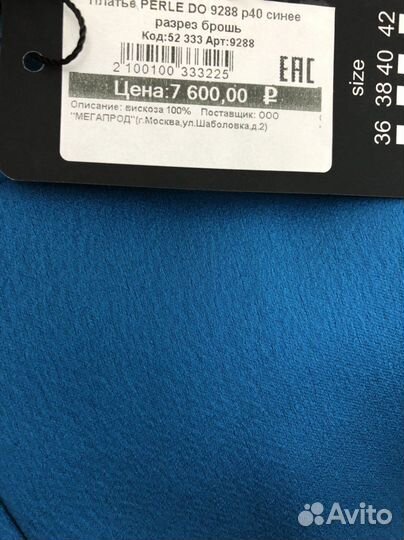 Платье PERLE DO 9288 р40 синее
разрез брошь
Код:52 333 Арт:9288
2 100100 333225
EAC
Цена:7 600,00 ₽
Описание: вискоза 100% Поставщик: ООО
"МЕГАПРОД"(г.Москва,ул.Шаболовка,д.2)
size
36 38 40 42
Avito